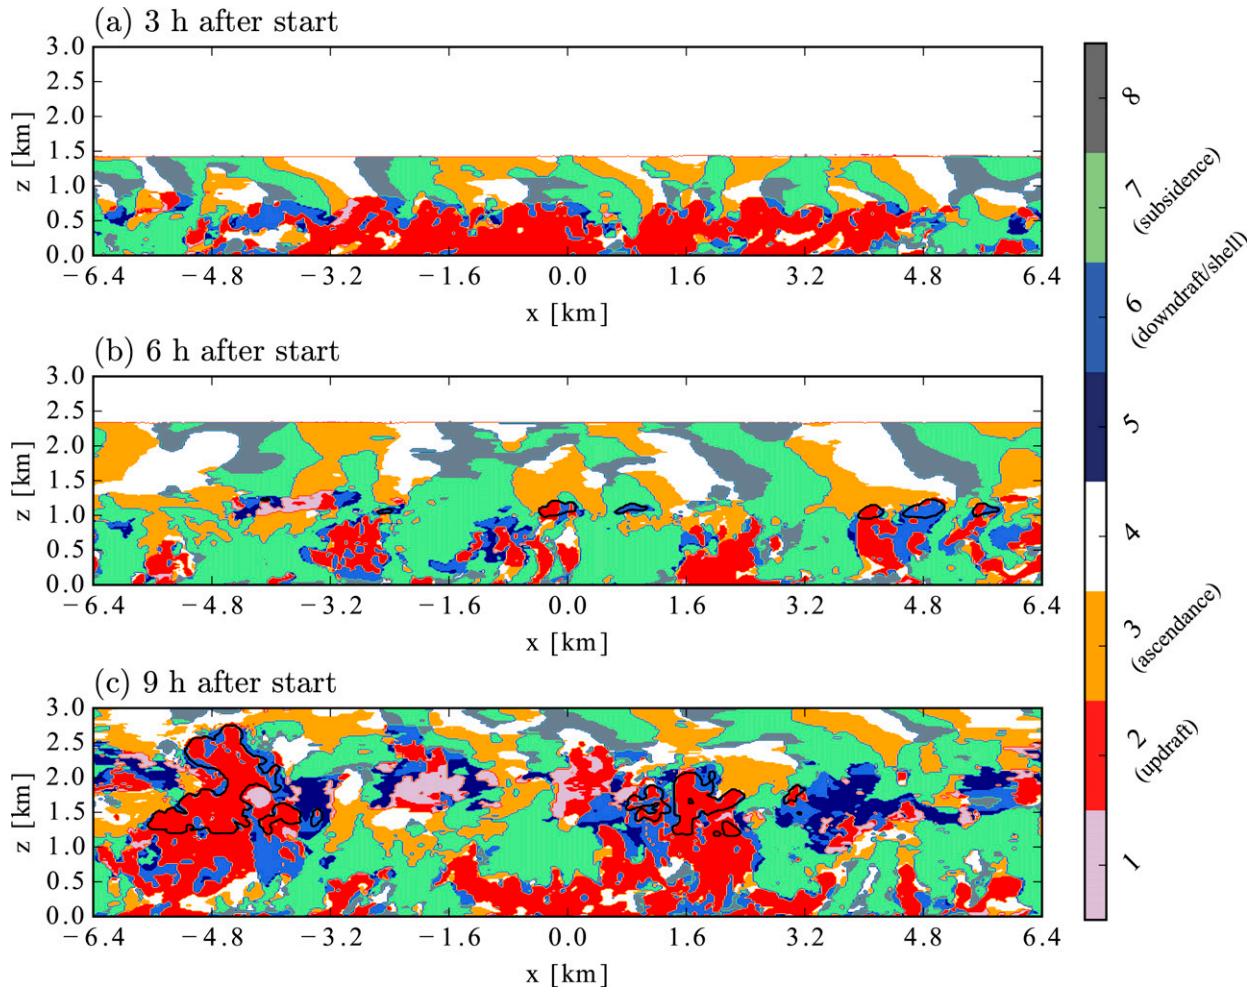 (a) 3 h after start
3.0
2.5
2.0
1.5
1.0
0.5
0.0
z [km]
−6.4 −4.8 −3.2 −1.6 0.0 1.6 3.2 4.8 6.4
x [km]
(b) 6 h after start
3.0
2.5
2.0
1.5
1.0
0.5
0.0
z [km]
−6.4 −4.8 −3.2 −1.6 0.0 1.6 3.2 4.8 6.4
x [km]
(c) 9 h after start
3.0
2.5
2.0
1.5
1.0
0.5
0.0
z [km]
−6.4 −4.8 −3.2 −1.6 0.0 1.6 3.2 4.8 6.4
x [km]
8
7
(subsidence)
6
(downdraft/shell)
5
4
3
(ascendance)
2
(updraft)
1